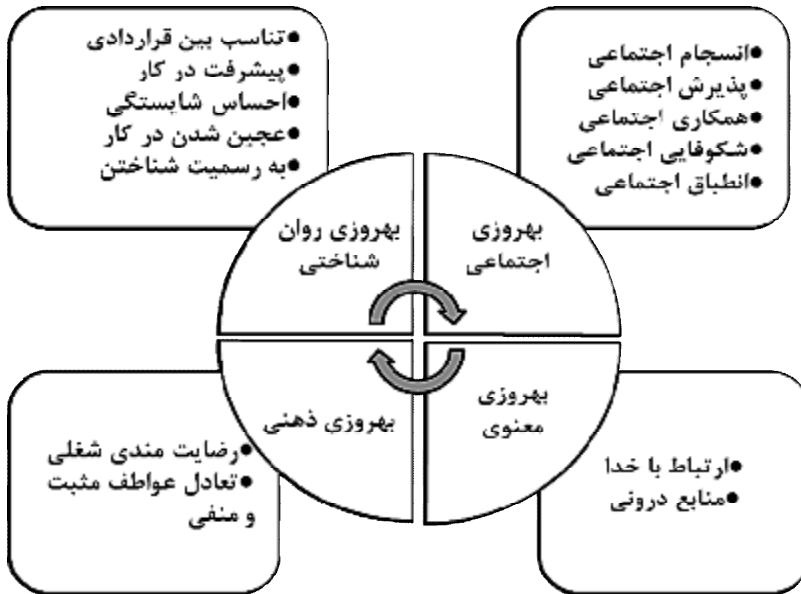 انسجام اجتماعی
پذیرش اجتماعی
همکاری اجتماعی
شکوفایی اجتماعی
انطباق اجتماعی
تناسب بین قراردادی
پیشرفت در کار
احساس شایستگی
عجین شدن در کار
به رسمیت شناختن
بهروزی
اجتماعی
بهروزی روان
شناختی
بهروزی
معنوی
بهروزی ذهنی
ارتباط با خدا
منابع درونی
رضایت مندی شغلی
تعادل عواطف مثبت
و منفی